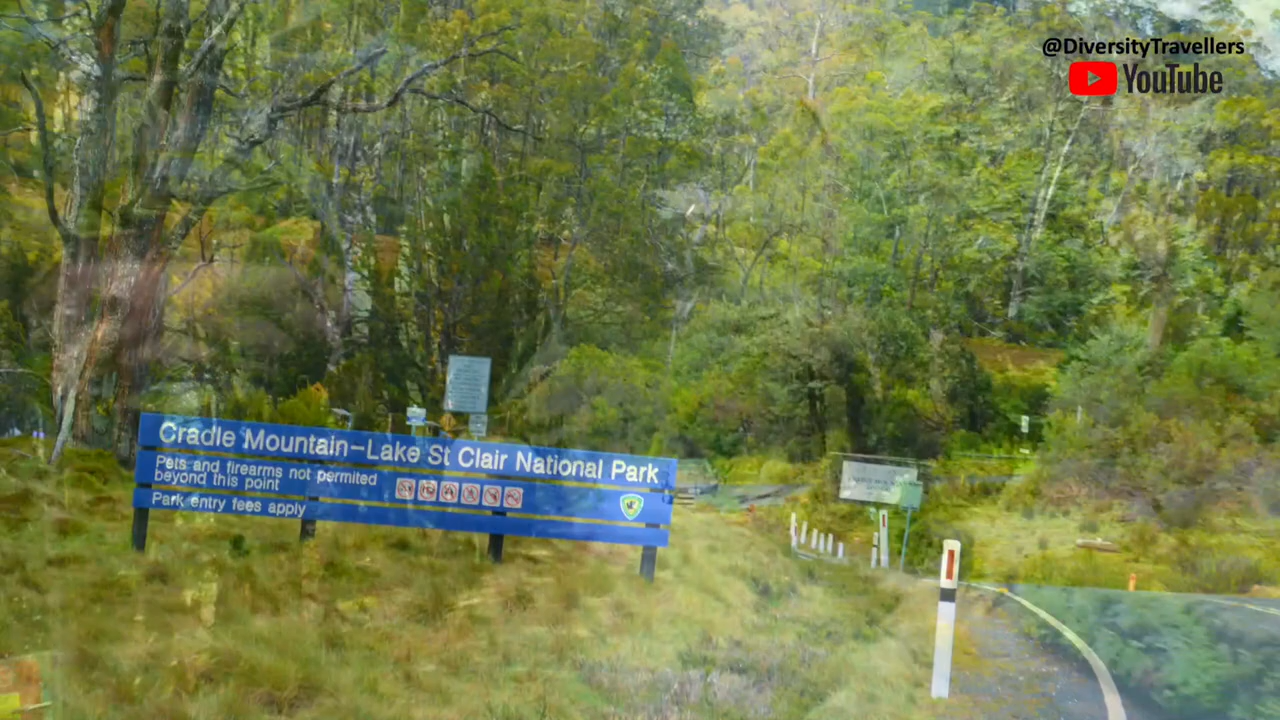 @DiversityTravellers
YouTube
Cradle Mountain-Lake St Clair National Park
Pets and firearms not permitted
beyond this point
Park entry fees apply